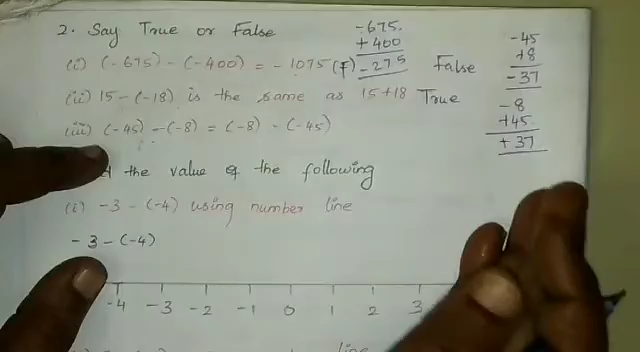 2. Say True or False
-675
+400
-275
(i) (-675) - (-400) = -1075 (F) False
(ii) 15-(-18) is the same as 15+18 True
(iii) (-45) - (-8) = (-8) - (-45)
-45
+8
-37
-8
+45
+37
the value of the following
(i) -3 - (-4) using number line
-3-(-4)
-4 -3 -2 -1 0 1 2 3
line